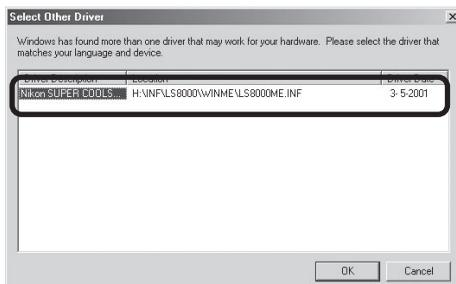 Select Other Driver
Windows has found more than one driver that may work for your hardware. Please select the driver that
matches your language and device.
Driver Description Location Driver Date
Nikon SUPER COOLS... H:\INF\LS8000\WINME\LS8000ME.INF 3- 5-2001
OK Cancel